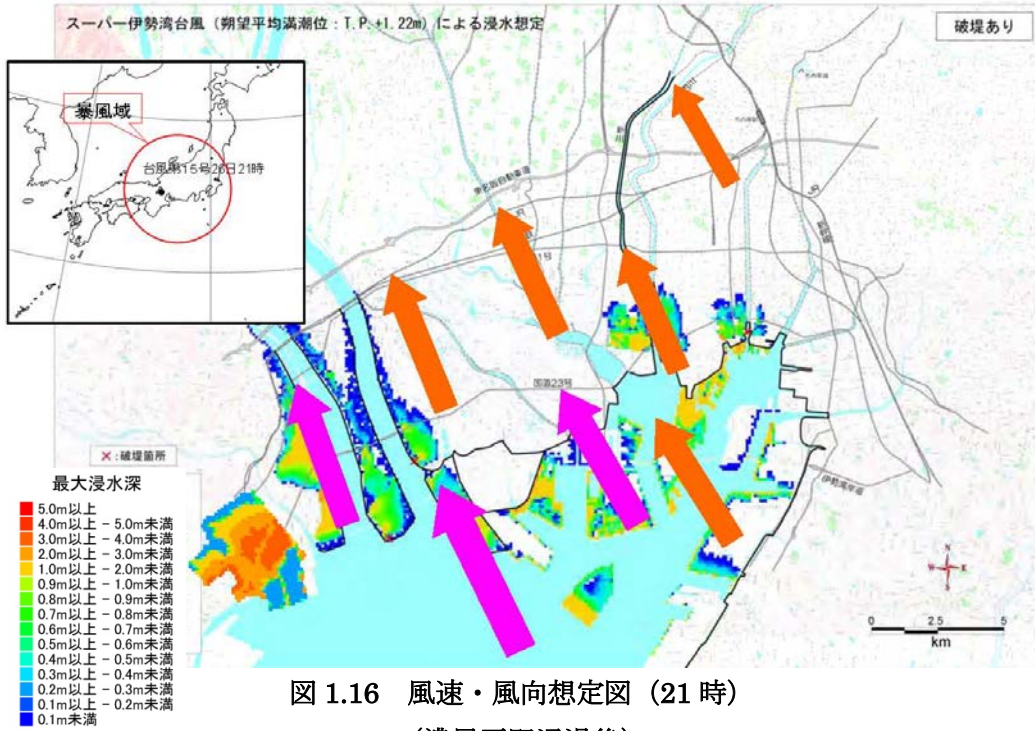 スーパー伊勢湾台風（朔望平均満潮位：T.P.+1.22m）による浸水想定
破堤あり
暴風域
台風第15号26日21時
東名阪自動車道
国道23号
伊勢湾岸道
×:破堤箇所
最大浸水深
5.0m以上
4.0m以上 － 5.0m未満
3.0m以上 － 4.0m未満
2.0m以上 － 3.0m未満
1.0m以上 － 2.0m未満
0.9m以上 － 1.0m未満
0.8m以上 － 0.9m未満
0.7m以上 － 0.8m未満
0.6m以上 － 0.7m未満
0.5m以上 － 0.6m未満
0.4m以上 － 0.5m未満
0.3m以上 － 0.4m未満
0.2m以上 － 0.3m未満
0.1m以上 － 0.2m未満
0.1m未満
N
W E
S
0 2.5 5
km
図 1.16 風速・風向想定図（21 時）